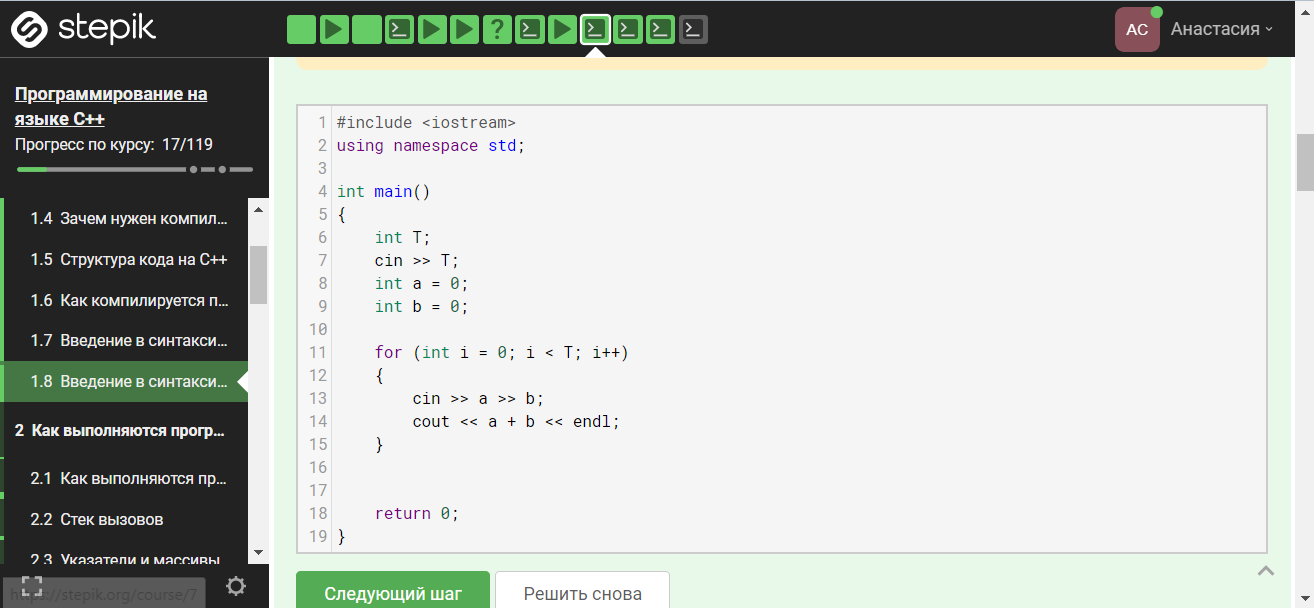 stepik
?
АС
Анастасия
Программирование на
языке C++
Прогресс по курсу: 17/119
1.4 Зачем нужен компил...
1.5 Структура кода на C++
1.6 Как компилируется п...
1.7 Введение в синтакси...
1.8 Введение в синтакси...
2 Как выполняются прогр...
2.1 Как выполняются пр...
2.2 Стек вызовов
2.3 Указатели и массивы
https://stepik.org/course/7
1 #include <iostream>
2 using namespace std;
3
4 int main()
5 {
6     int T;
7     cin >> T;
8     int a = 0;
9     int b = 0;
10
11     for (int i = 0; i < T; i++)
12     {
13         cin >> a >> b;
14         cout << a + b << endl;
15     }
16
17
18     return 0;
19 }
Следующий шаг
Решить снова